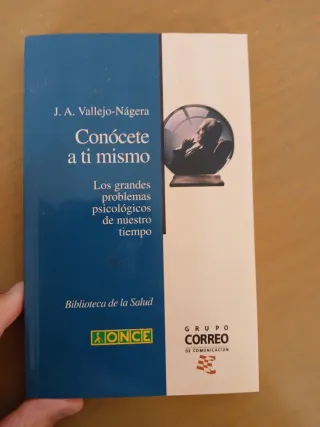 J. A. Vallejo-Nágera
Conócete
a ti mismo
Los grandes
problemas
psicológicos
de nuestro
tiempo
Biblioteca de la Salud
ONCE
GRUPO
CORREO
DE COMUNICACIÓN